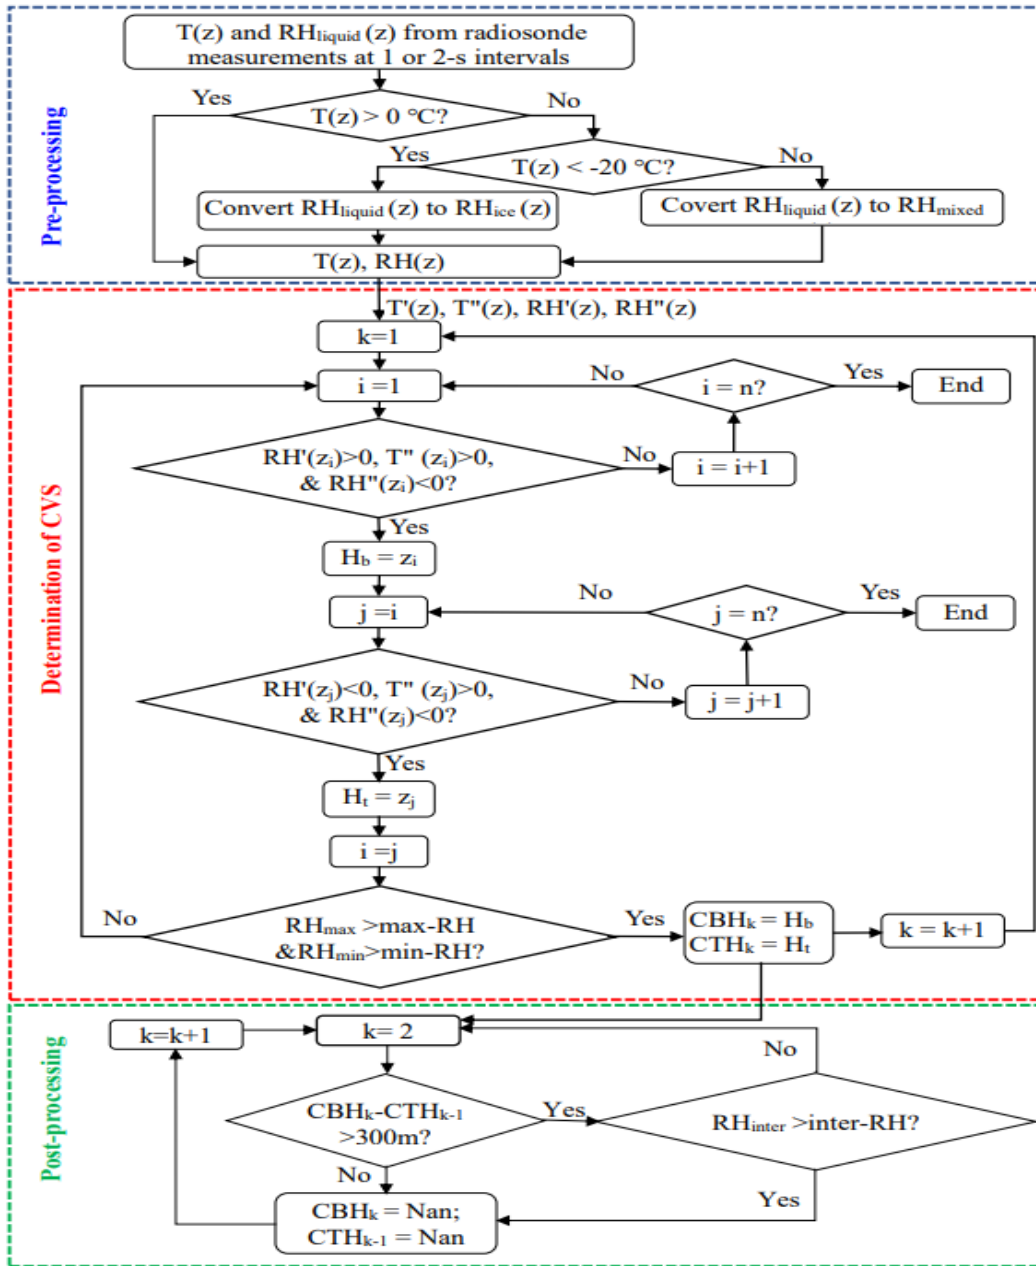 Pre-processing
T(z) and RHliquid (z) from radiosonde
measurements at 1 or 2-s intervals
Yes
T(z) > 0 °C?
No
Yes
T(z) < -20 °C?
No
Convert RHliquid (z) to RHice (z)
Covert RHliquid (z) to RHmixed
T(z), RH(z)
Determination of CVS
T'(z), T"(z), RH'(z), RH"(z)
k=1
i =1
No
i = n?
Yes
End
RH'(zi)>0, T" (zi)>0,
& RH"(zi)<0?
No
i = i+1
Yes
Hb = zi
j =i
No
j = n?
Yes
End
RH'(zj)<0, T" (zj)>0,
& RH"(zj)<0?
No
j = j+1
Yes
Ht = zj
i =j
No
RHmax >max-RH
&RHmin>min-RH?
Yes
CBHk = Hb
CTHk = Ht
k = k+1
Post-processing
k=k+1
k= 2
No
CBHk-CTHk-1
>300m?
Yes
RHinter >inter-RH?
No
Yes
CBHk = Nan;
CTHk-1 = Nan